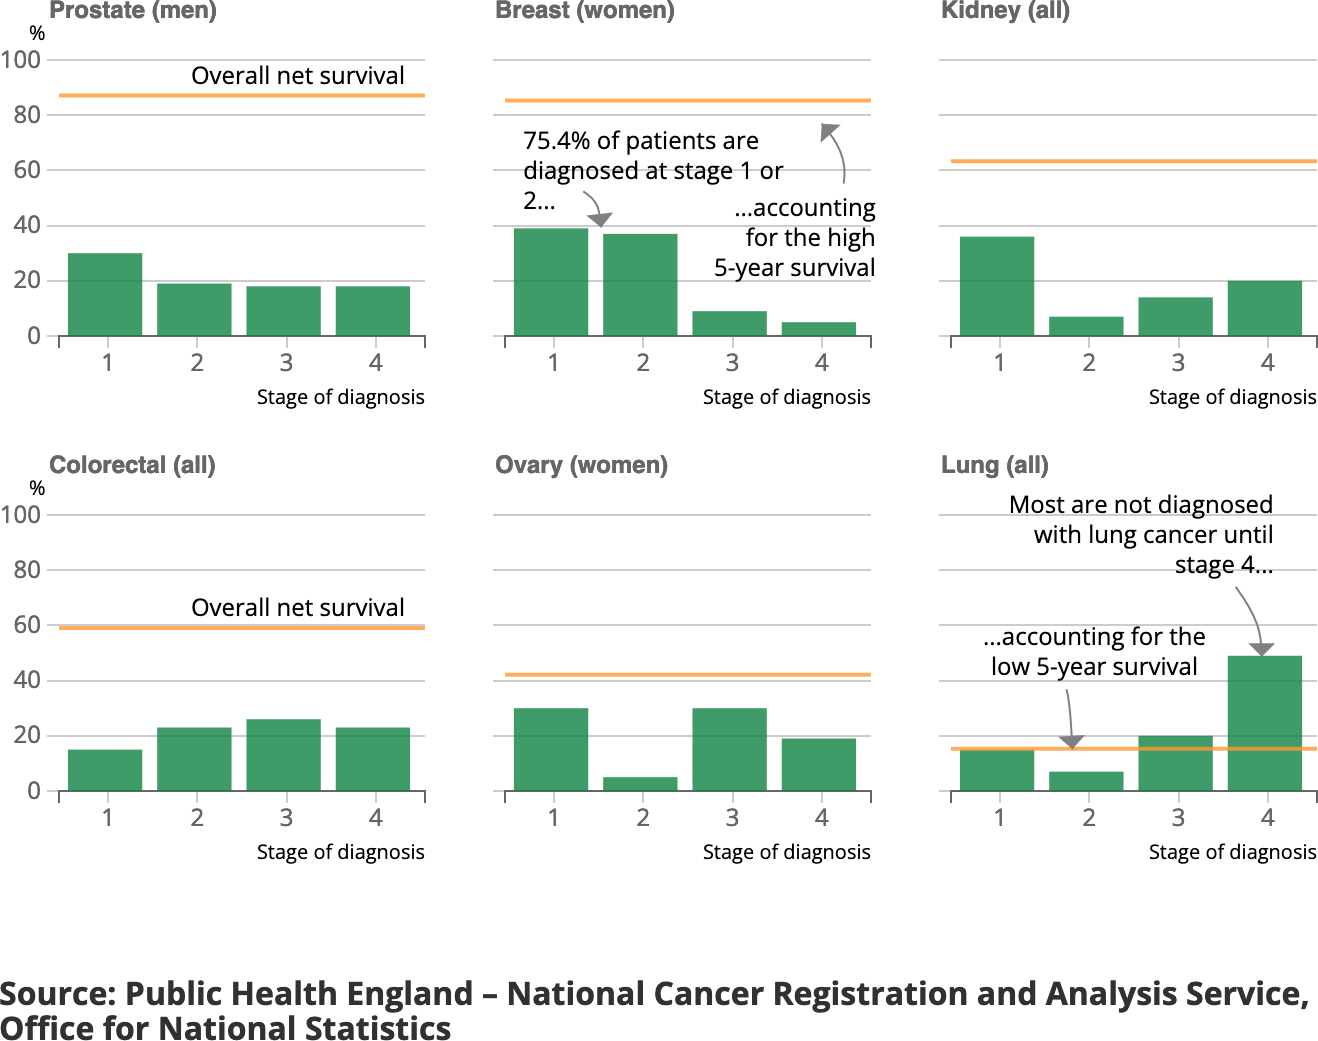 Prostate (men)
%
100
80
60
40
20
0
Overall net survival
1 2 3 4
Stage of diagnosis
Breast (women)
75.4% of patients are
diagnosed at stage 1 or
2...
...accounting
for the high
5-year survival
1 2 3 4
Stage of diagnosis
Kidney (all)
1 2 3 4
Stage of diagnosis
Colorectal (all)
%
100
80
60
40
20
0
Overall net survival
1 2 3 4
Stage of diagnosis
Ovary (women)
1 2 3 4
Stage of diagnosis
Lung (all)
Most are not diagnosed
with lung cancer until
stage 4...
...accounting for the
low 5-year survival
1 2 3 4
Stage of diagnosis
Source: Public Health England – National Cancer Registration and Analysis Service,
Office for National Statistics